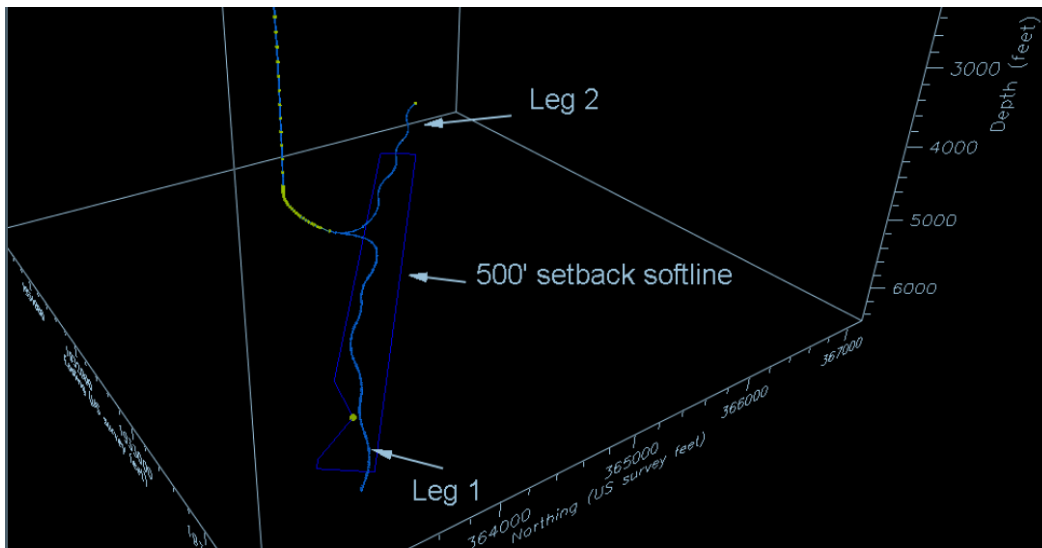 Leg 2
500' setback softline
Leg 1
3000
4000
5000
6000
Depth (feet)
367000
366000
365000
364000
Northing (US survey feet)